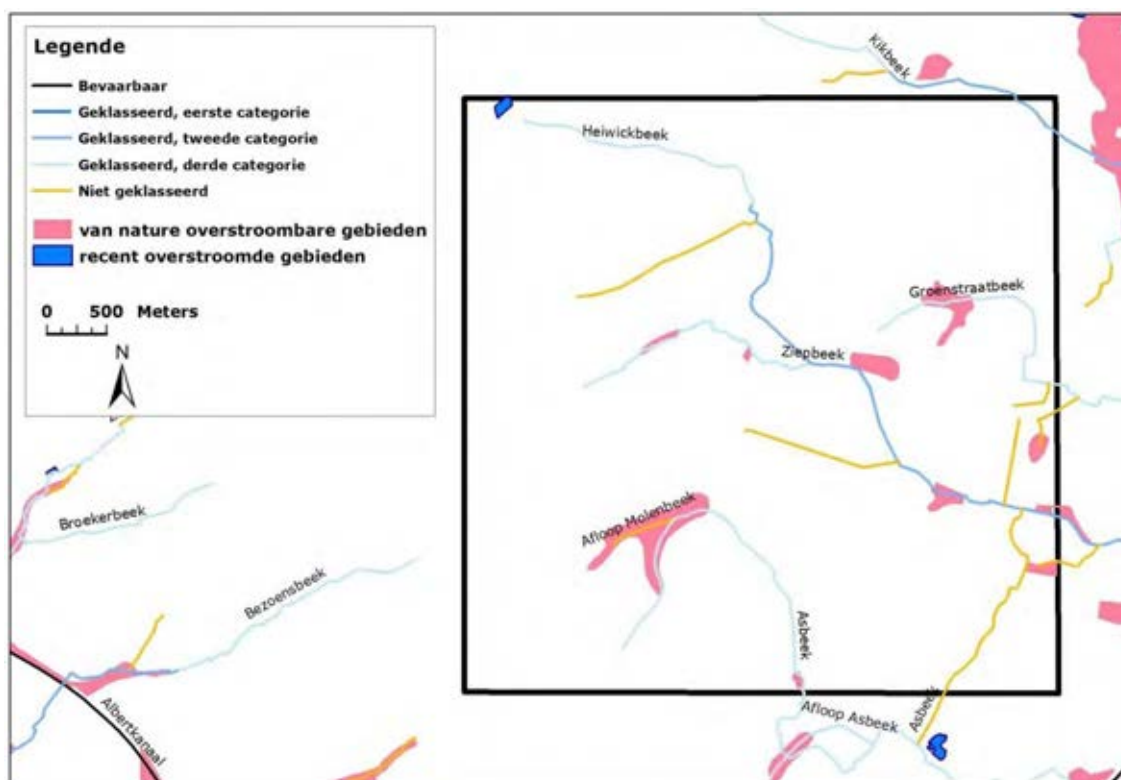 Legende
Bevaarbaar
Geklasseerd, eerste categorie
Geklasseerd, tweede categorie
Geklasseerd, derde categorie
Niet geklasseerd
van nature overstroombare gebieden
recent overstroomde gebieden
0 500 Meters
N
Kikbeek
Heiwickbeek
Groenstraatbeek
Ziepbeek
Broekerbeek
Afloop Molenbeek
Bezoensbeek
Asbeek
Albertkanaal
Afloop Asbeek
Asbeek